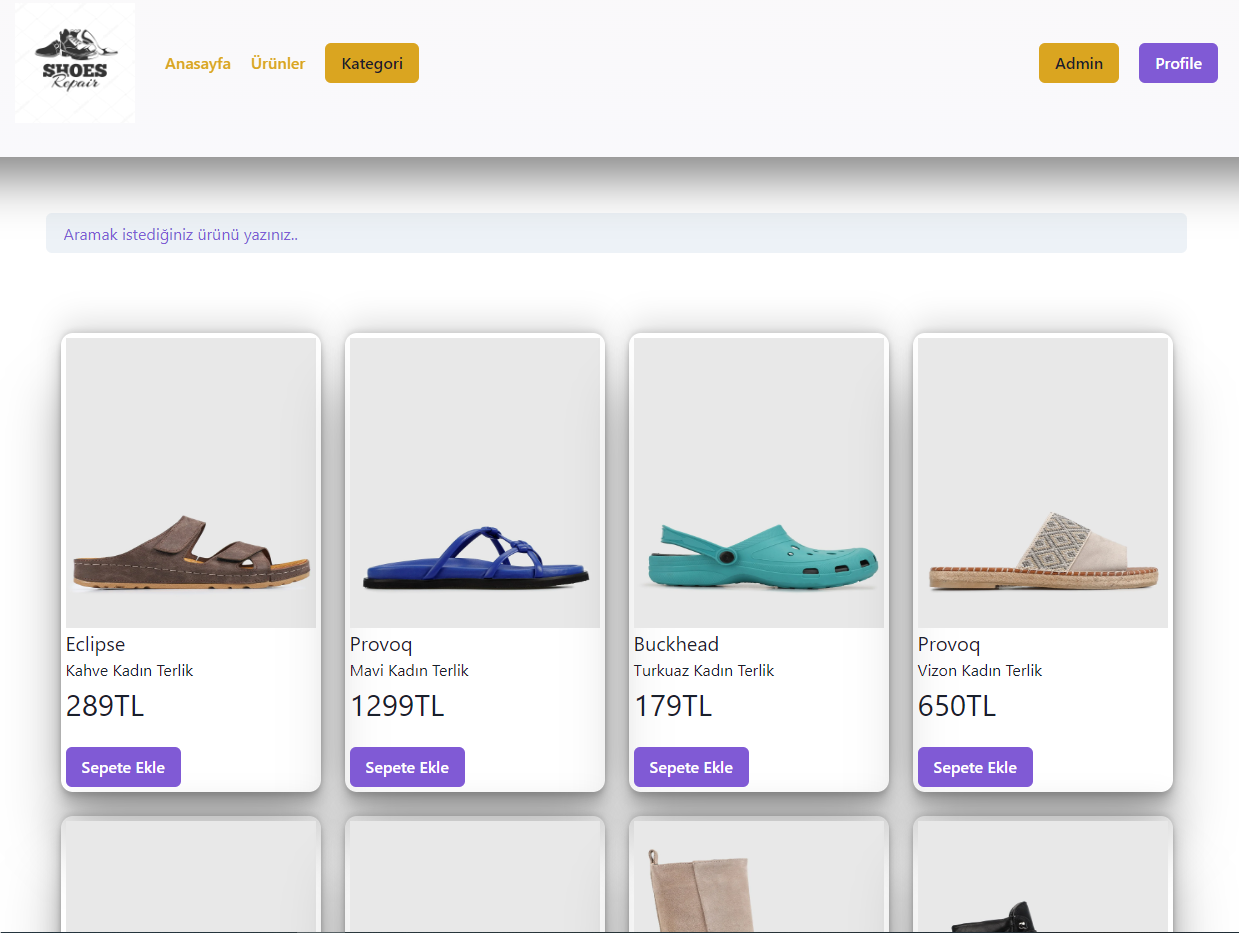 SHOES
Repair
Anasayfa Ürünler Kategori Admin Profile
Aramak istediğiniz ürünü yazınız..
Eclipse
Kahve Kadın Terlik
289TL
Sepete Ekle
Provoq
Mavi Kadın Terlik
1299TL
Sepete Ekle
Buckhead
Turkuaz Kadın Terlik
179TL
Sepete Ekle
Provoq
Vizon Kadın Terlik
650TL
Sepete Ekle